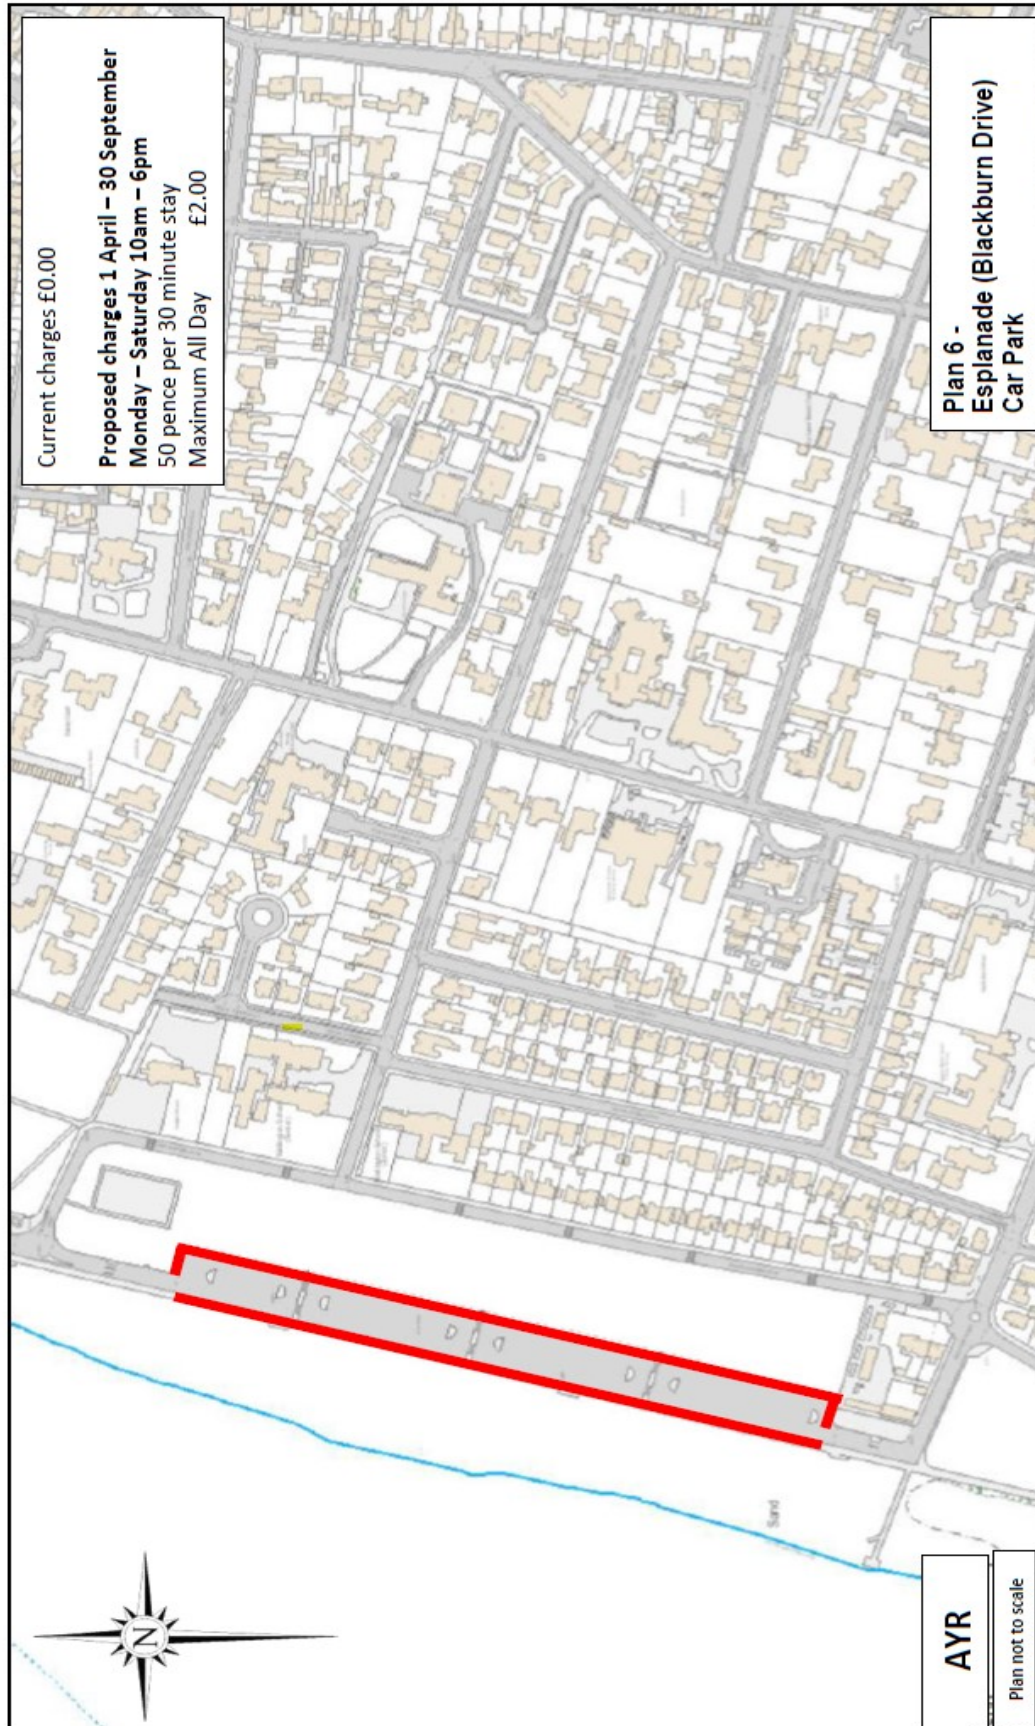 Current charges £0.00
Proposed charges 1 April – 30 September
Monday – Saturday 10am – 6pm
50 pence per 30 minute stay
Maximum All Day £2.00
N
Sand
AYR
Plan not to scale
Plan 6 -
Esplanade (Blackburn Drive)
Car Park